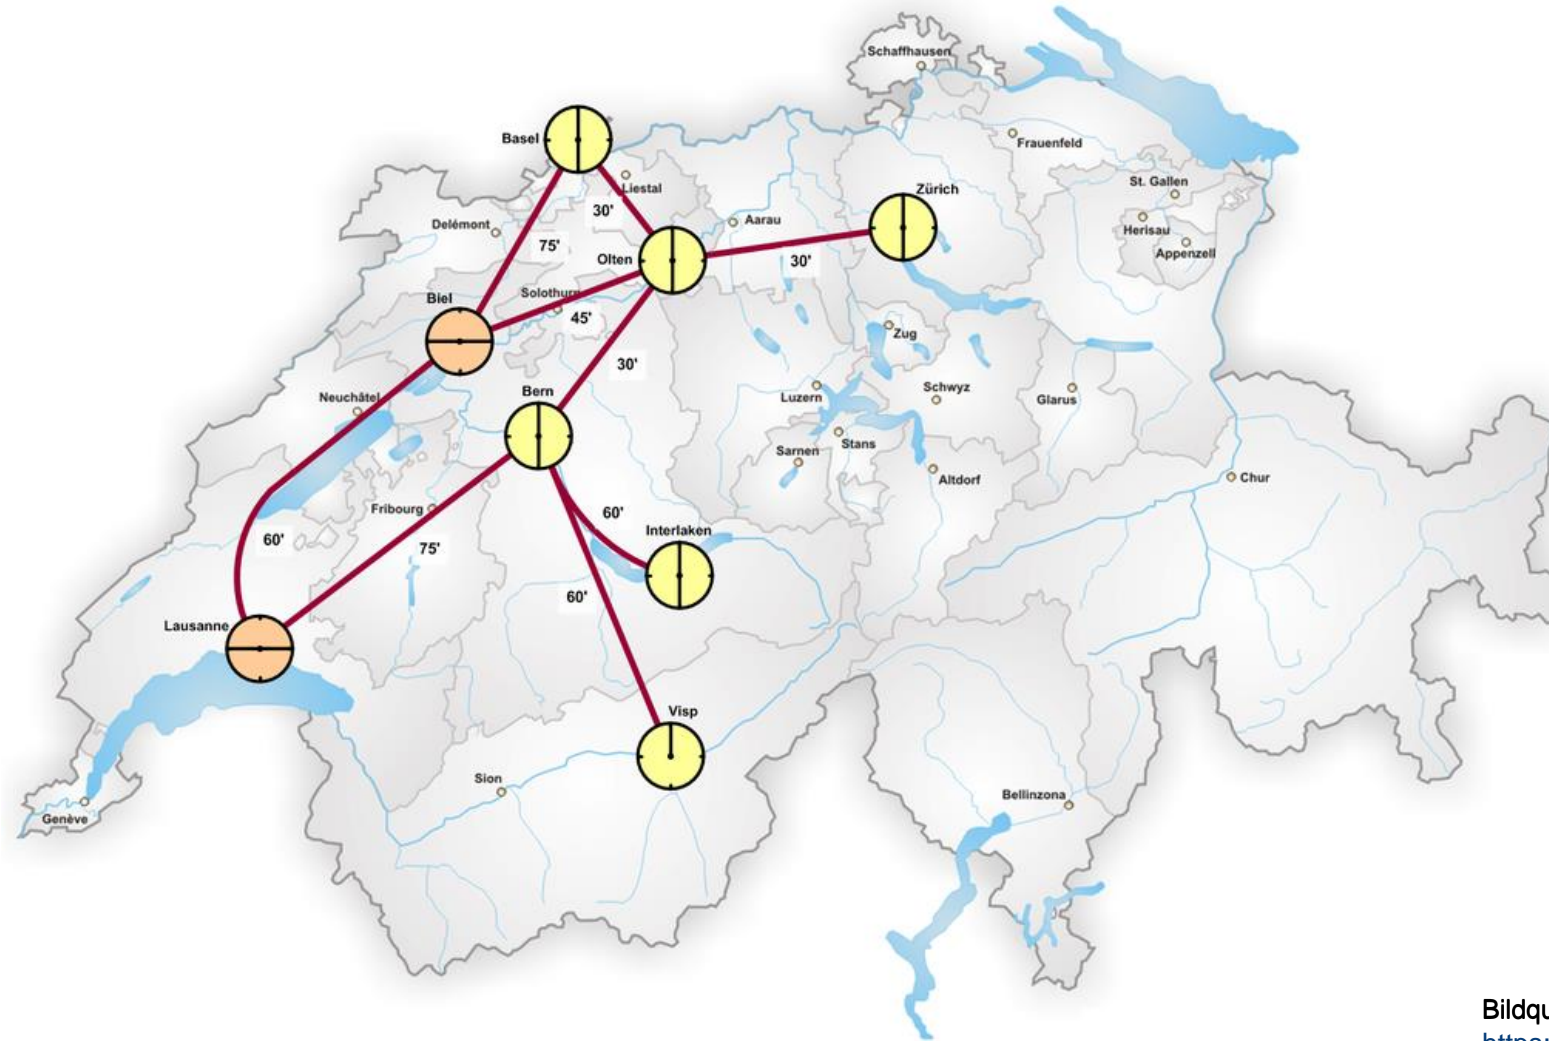 Schaffhausen
Basel
Frauenfeld
Liestal
St. Gallen
Zürich
Delémont
Aarau
30'
Herisau
75'
Appenzell
Olten
30'
Solothurn
Biel
45'
Zug
30'
Bern
Schwyz
Neuchâtel
Luzern
Glarus
Stans
Sarnen
Altdorf
Chur
Fribourg
60'
Interlaken
60'
75'
60'
Lausanne
Visp
Sion
Bellinzona
Genève
Bildqu